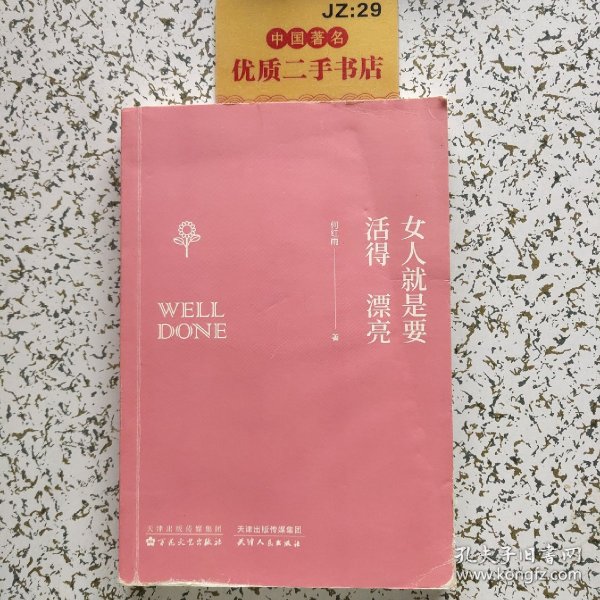 JZ:29
中国著名
优质二手书店
女人就是要
活得 漂亮
何红雨
著
WELL
DONE
天津出版传媒集团
百花文艺出版社
天津出版传媒集团
天津人民出版社
孔夫子旧书网
www.kongfz.com